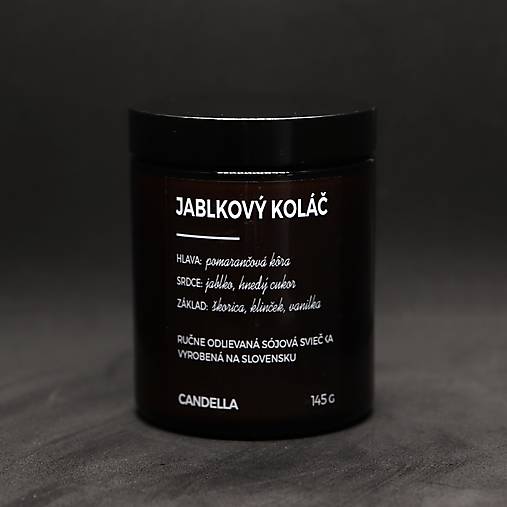 JABLKOVÝ KOLÁČ
HLAVA: pomarančová kôra
SRDCE: jablko, hnedý cukor
ZÁKLAD: škorica, klinček, vanilka
RUČNE ODLIEVANÁ SÓJOVÁ SVIEČKA
VYROBENÁ NA SLOVENSKU
CANDELLA 145 G